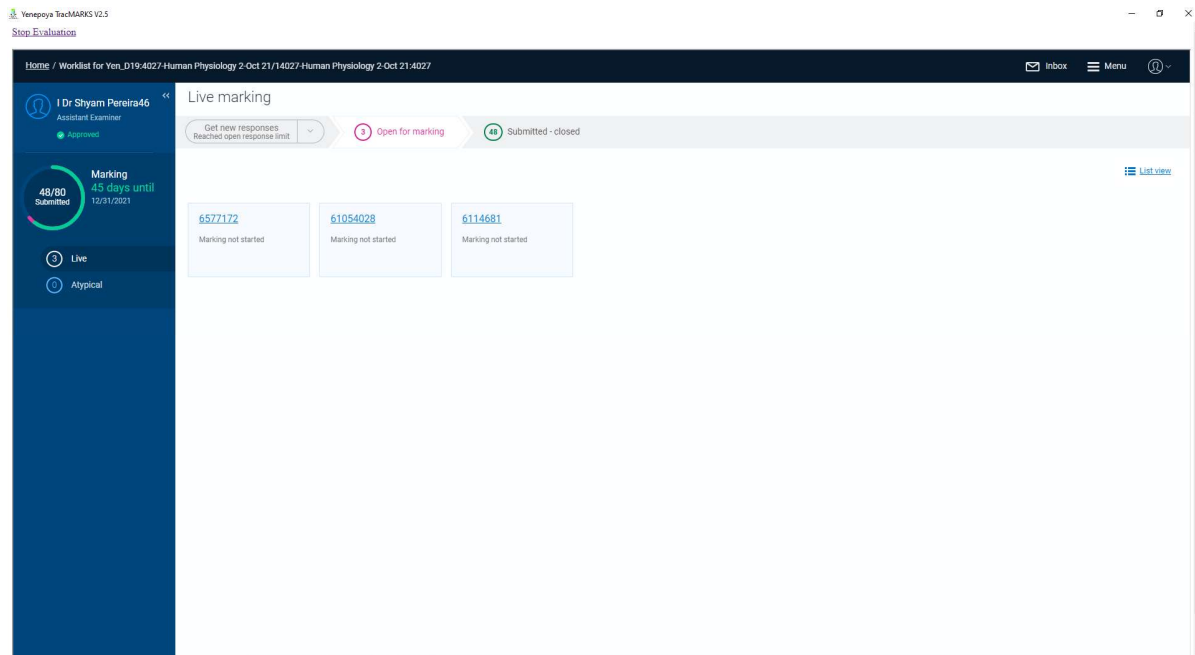 Yenepoya TracMARKS V2.5
Stop Evaluation
Home / Worklist for Yen_D19:4027-Human Physiology 2-Oct 21/14027-Human Physiology 2-Oct 21:4027
Inbox
Menu
I Dr Shyam Pereira46
Assistant Examiner
Approved
Live marking
Get new responses
Reached open response limit
3 Open for marking
48 Submitted - closed
48/80
Submitted
Marking
45 days until
12/31/2021
List view
6577172
Marking not started
61054028
Marking not started
6114681
Marking not started
3 Live
0 Atypical